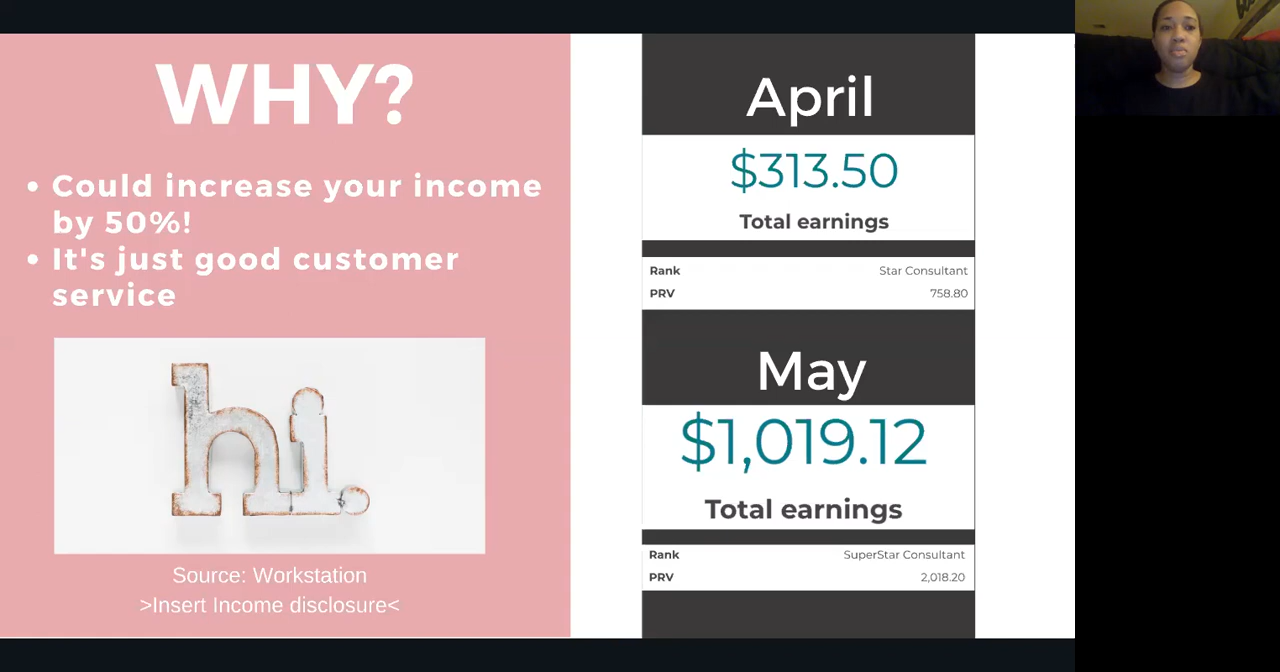 WHY?
• Could increase your income
by 50%!
• It's just good customer
service
hi.
Source: Workstation
>Insert Income disclosure<
April
$313.50
Total earnings
Rank Star Consultant
PRV 758.80
May
$1,019.12
Total earnings
Rank SuperStar Consultant
PRV 2,018.20